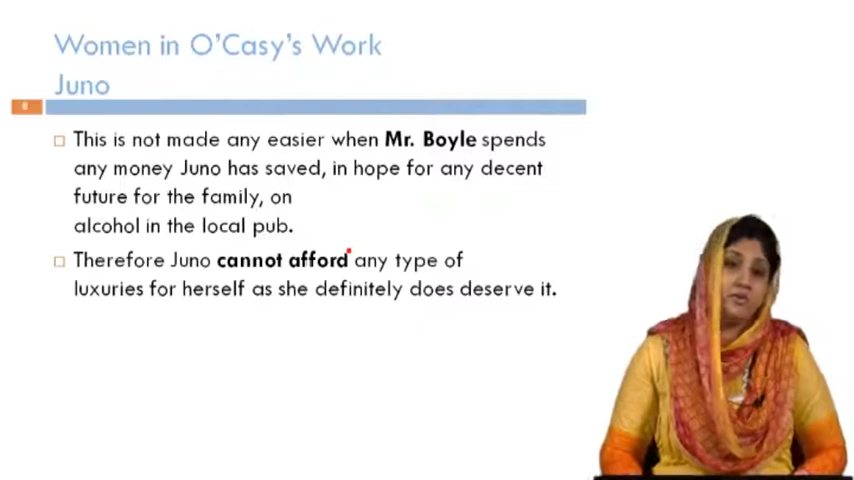 Women in O'Casy's Work
Juno
8
This is not made any easier when Mr. Boyle spends
any money Juno has saved, in hope for any decent
future for the family, on
alcohol in the local pub.
Therefore Juno cannot afford any type of
luxuries for herself as she definitely does deserve it.